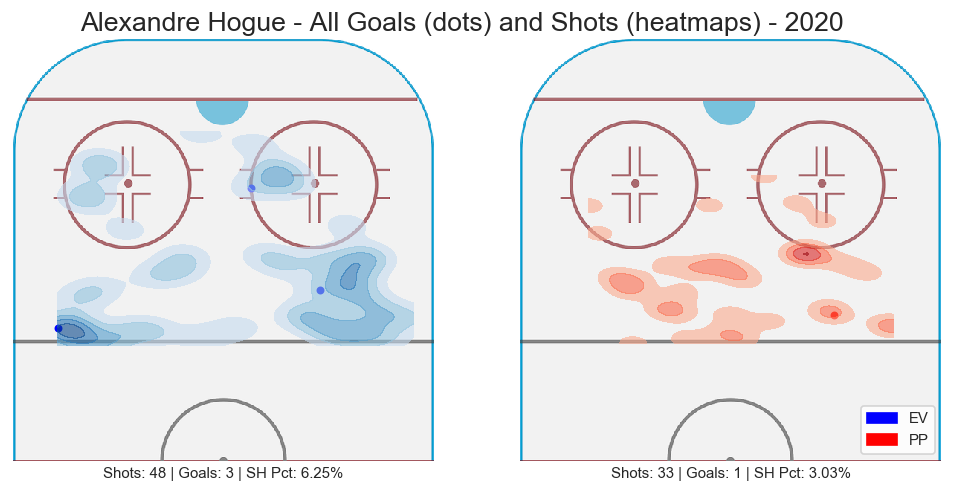 Alexandre Hogue - All Goals (dots) and Shots (heatmaps) - 2020
EV
PP
Shots: 48 | Goals: 3 | SH Pct: 6.25%
Shots: 33 | Goals: 1 | SH Pct: 3.03%